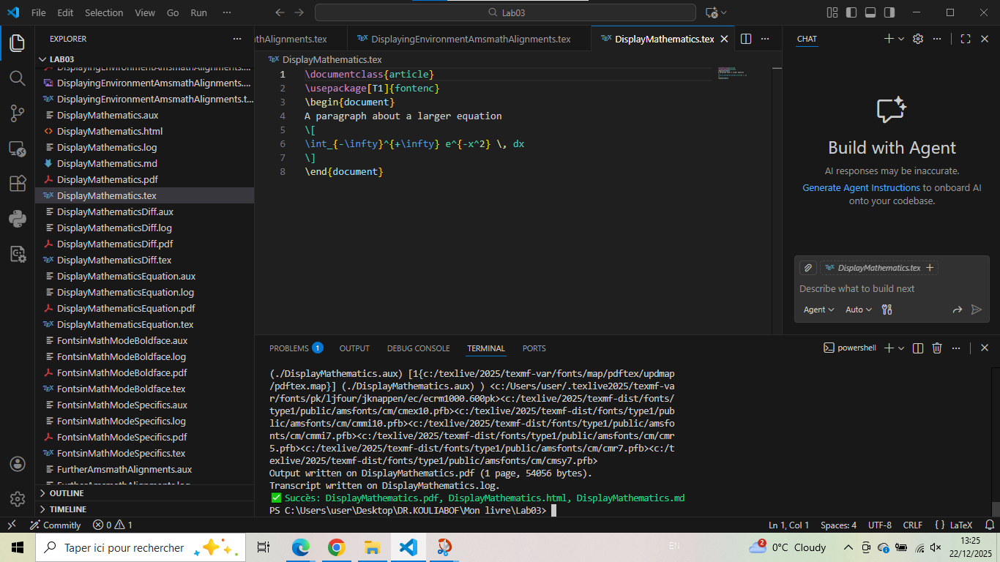 File Edit Selection View Go Run ···
Lab03
EXPLORER ···
LAB03
DisplayingEnvironmentAmsmathAlignments....
DisplayingEnvironmentAmsmathAlignments....
DisplayingEnvironmentAmsmathAlignments.t...
DisplayMathematics.aux
DisplayMathematics.html
DisplayMathematics.log
DisplayMathematics.md
DisplayMathematics.pdf
DisplayMathematics.tex
DisplayMathematicsDiff.aux
DisplayMathematicsDiff.log
DisplayMathematicsDiff.pdf
DisplayMathematicsDiff.tex
DisplayMathematicsEquation.aux
DisplayMathematicsEquation.log
DisplayMathematicsEquation.pdf
DisplayMathematicsEquation.tex
FontsinMathModeBoldface.aux
FontsinMathModeBoldface.log
FontsinMathModeBoldface.pdf
FontsinMathModeBoldface.tex
FontsinMathModeSpecifics.aux
FontsinMathModeSpecifics.log
FontsinMathModeSpecifics.pdf
FontsinMathModeSpecifics.tex
FurtherAmsmathAlignments.aux
FurtherAmsmathAlignments.log
OUTLINE
TIMELINE
thAlignments.tex
TEX DisplayingEnvironmentAmsmathAlignments.tex
TEX DisplayMathematics.tex
TEX DisplayMathematics.tex
1 \documentclass{article}
2 \usepackage[T1]{fontenc}
3 \begin{document}
4 A paragraph about a larger equation
5 \[
6 \int_{-\infty}^{+\infty} e^{-x^2} \, dx
7 \]
8 \end{document}
CHAT
Build with Agent
AI responses may be inaccurate.
Generate Agent Instructions to onboard AI
onto your codebase.
TEX DisplayMathematics.tex +
Describe what to build next
Agent Auto
PROBLEMS 1 OUTPUT DEBUG CONSOLE TERMINAL PORTS
powershell
(./DisplayMathematics.aux) [1{c:/texlive/2025/texmf-var/fonts/map/pdftex/updmap
/pdftex.map}] (./DisplayMathematics.aux) ) <c:/Users/user/.texlive2025/texmf-va
r/fonts/pk/ljfour/jknappen/ec/ecrm1000.600pk><c:/texlive/2025/texmf-dist/fonts/
type1/public/amsfonts/cm/cmex10.pfb><c:/texlive/2025/texmf-dist/fonts/type1/pub
lic/amsfonts/cm/cmmi10.pfb><c:/texlive/2025/texmf-dist/fonts/type1/public/amsfo
nts/cm/cmmi7.pfb><c:/texlive/2025/texmf-dist/fonts/type1/public/amsfonts/cm/cmr
5.pfb><c:/texlive/2025/texmf-dist/fonts/type1/public/amsfonts/cm/cmr7.pfb><c:/t
exlive/2025/texmf-dist/fonts/type1/public/amsfonts/cm/cmsy7.pfb>
Output written on DisplayMathematics.pdf (1 page, 54056 bytes).
Transcript written on DisplayMathematics.log.
✅ Succès: DisplayMathematics.pdf, DisplayMathematics.html, DisplayMathematics.md
PS C:\Users\user\Desktop\DR.KOULIABOF\Mon livre\Lab03>
Commitly 0 1
Ln 1, Col 1 Spaces: 4 UTF-8 CRLF { } LaTeX
Taper ici pour rechercher
EN
2 0°C Cloudy
13:25
22/12/2025